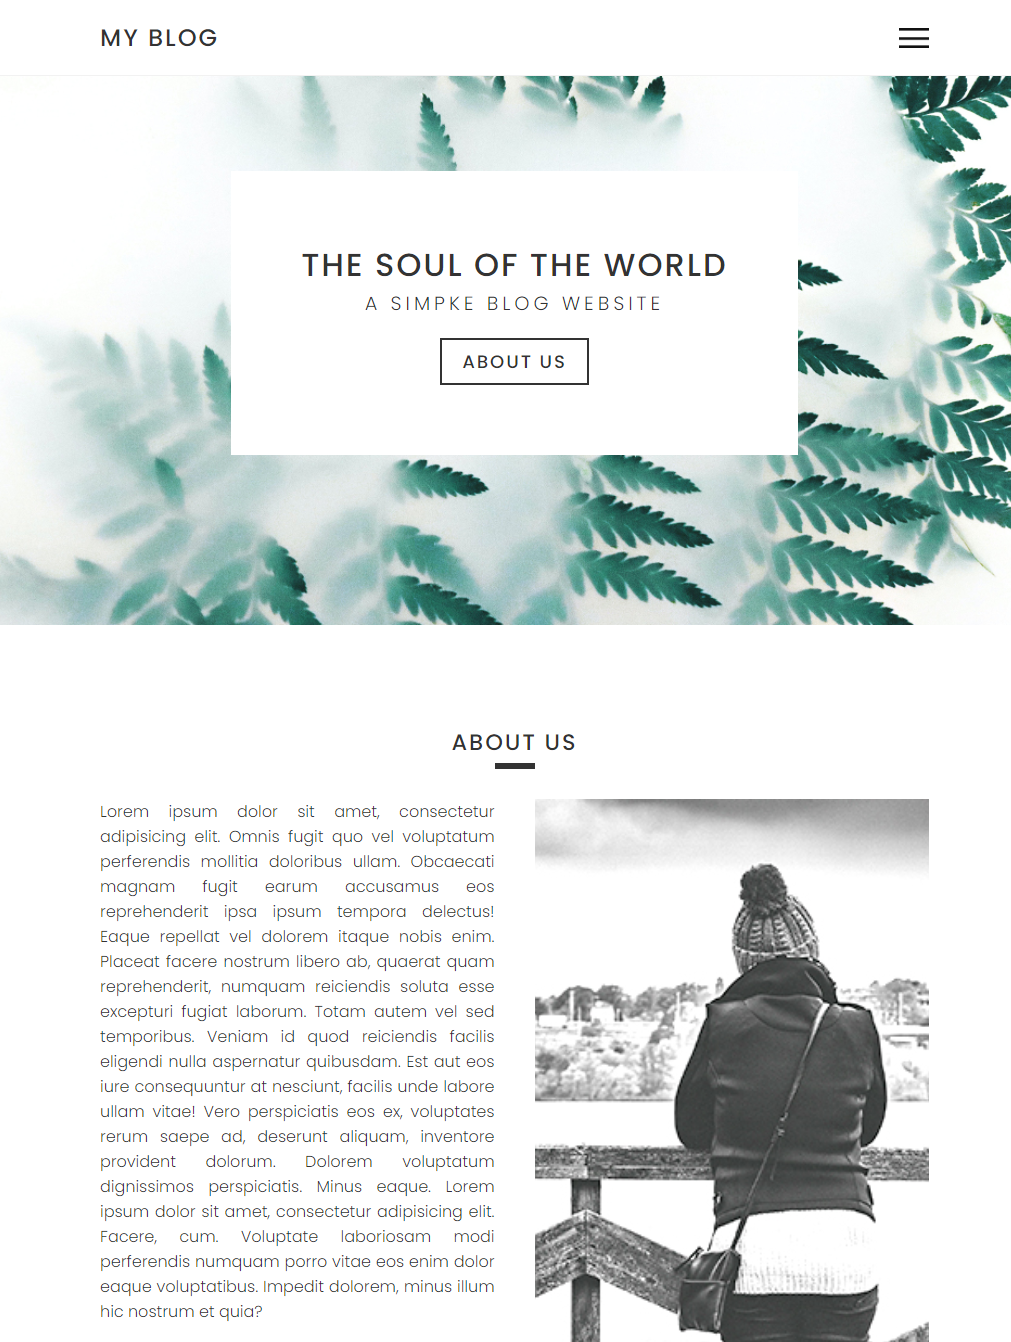 MY BLOG
THE SOUL OF THE WORLD
A SIMPKE BLOG WEBSITE
ABOUT US
ABOUT US
Lorem ipsum dolor sit amet, consectetur
adipisicing elit. Omnis fugit quo vel voluptatum
perferendis mollitia doloribus ullam. Obcaecati
magnam fugit earum accusamus eos
reprehenderit ipsa ipsum tempora delectus!
Eaque repellat vel dolorem itaque nobis enim.
Placeat facere nostrum libero ab, quaerat quam
reprehenderit, numquam reiciendis soluta esse
excepturi fugiat laborum. Totam autem vel sed
temporibus. Veniam id quod reiciendis facilis
eligendi nulla aspernatur quibusdam. Est aut eos
iure consequuntur at nesciunt, facilis unde labore
ullam vitae! Vero perspiciatis eos ex, voluptates
rerum saepe ad, deserunt aliquam, inventore
provident dolorum. Dolorem voluptatum
dignissimos perspiciatis. Minus eaque. Lorem
ipsum dolor sit amet, consectetur adipisicing elit.
Facere, cum. Voluptate laboriosam modi
perferendis numquam porro vitae eos enim dolor
eaque voluptatibus. Impedit dolorem, minus illum
hic nostrum et quia?